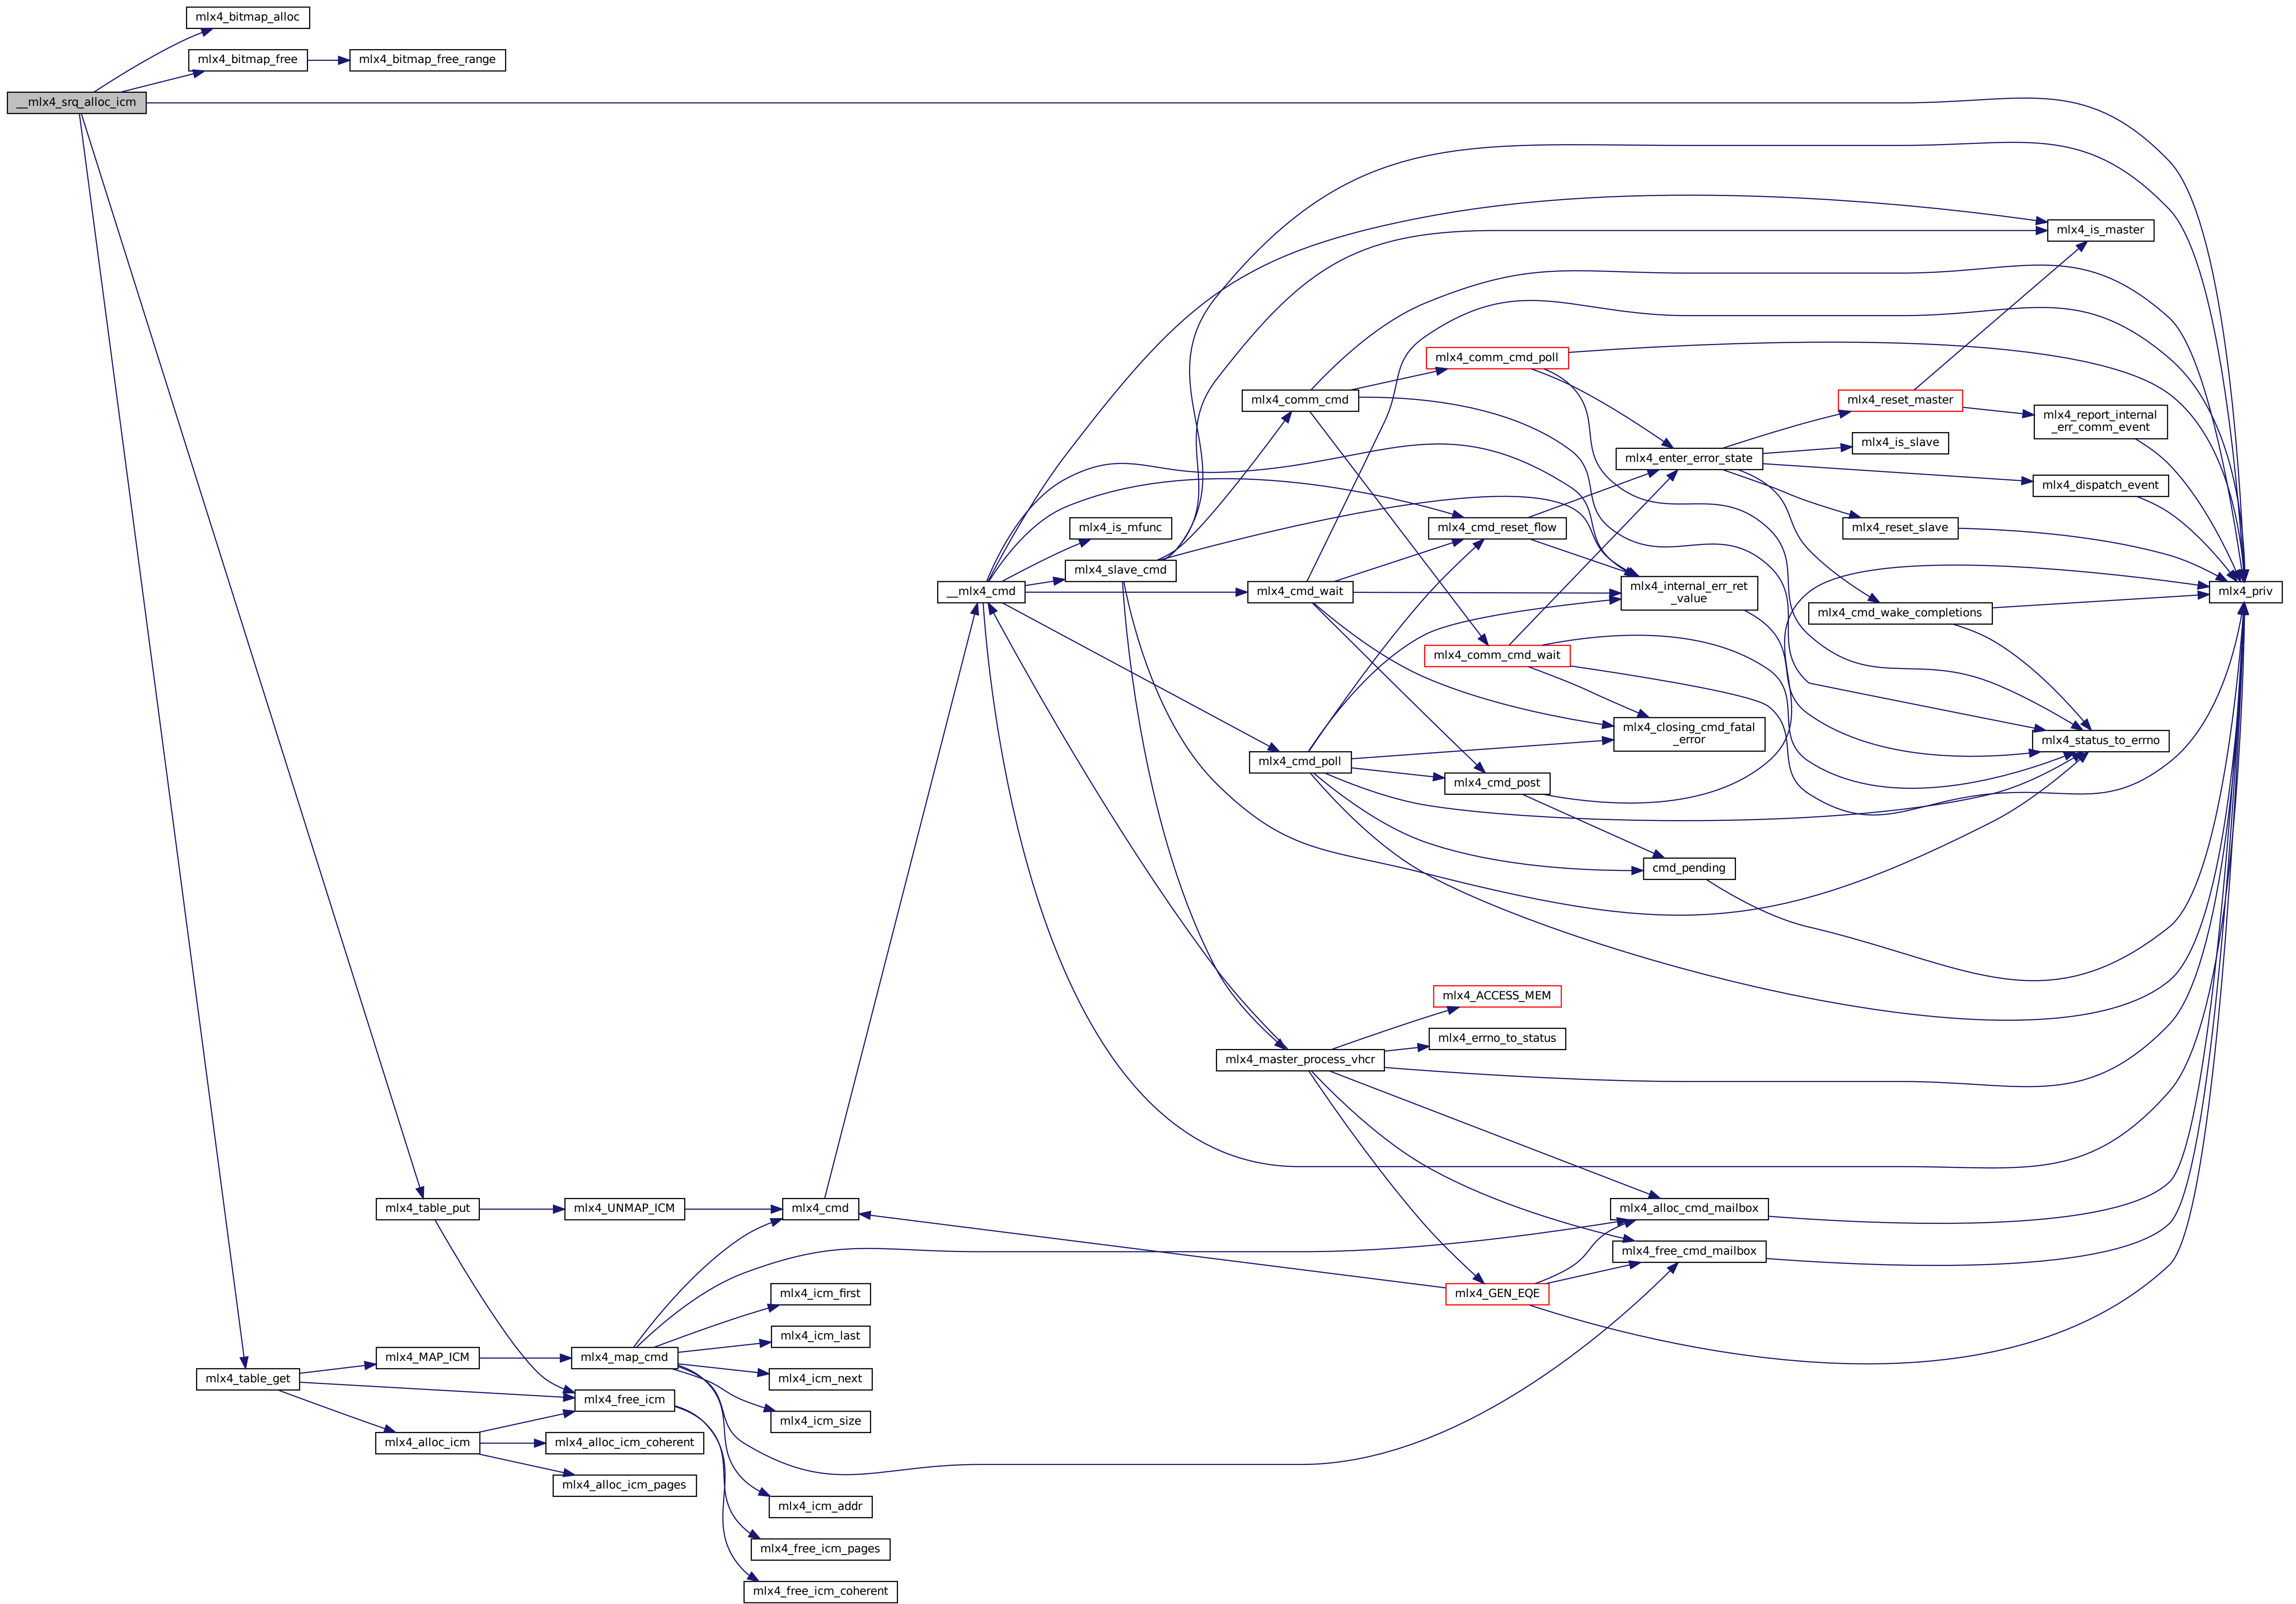 mlx4_bitmap_alloc
mlx4_bitmap_free
mlx4_bitmap_free_range
__mlx4_srq_alloc_icm
mlx4_is_master
mlx4_comm_cmd_poll
mlx4_comm_cmd
mlx4_reset_master
mlx4_report_internal
_err_comm_event
mlx4_is_slave
mlx4_enter_error_state
mlx4_dispatch_event
mlx4_is_mfunc
mlx4_cmd_reset_flow
mlx4_reset_slave
mlx4_slave_cmd
__mlx4_cmd
mlx4_cmd_wait
mlx4_internal_err_ret
_value
mlx4_priv
mlx4_cmd_wake_completions
mlx4_comm_cmd_wait
mlx4_closing_cmd_fatal
_error
mlx4_status_to_errno
mlx4_cmd_poll
mlx4_cmd_post
cmd_pending
mlx4_ACCESS_MEM
mlx4_errno_to_status
mlx4_master_process_vhcr
mlx4_table_put
mlx4_UNMAP_ICM
mlx4_cmd
mlx4_alloc_cmd_mailbox
mlx4_free_cmd_mailbox
mlx4_icm_first
mlx4_GEN_EQE
mlx4_icm_last
mlx4_MAP_ICM
mlx4_map_cmd
mlx4_table_get
mlx4_icm_next
mlx4_free_icm
mlx4_icm_size
mlx4_alloc_icm
mlx4_alloc_icm_coherent
mlx4_alloc_icm_pages
mlx4_icm_addr
mlx4_free_icm_pages
mlx4_free_icm_coherent